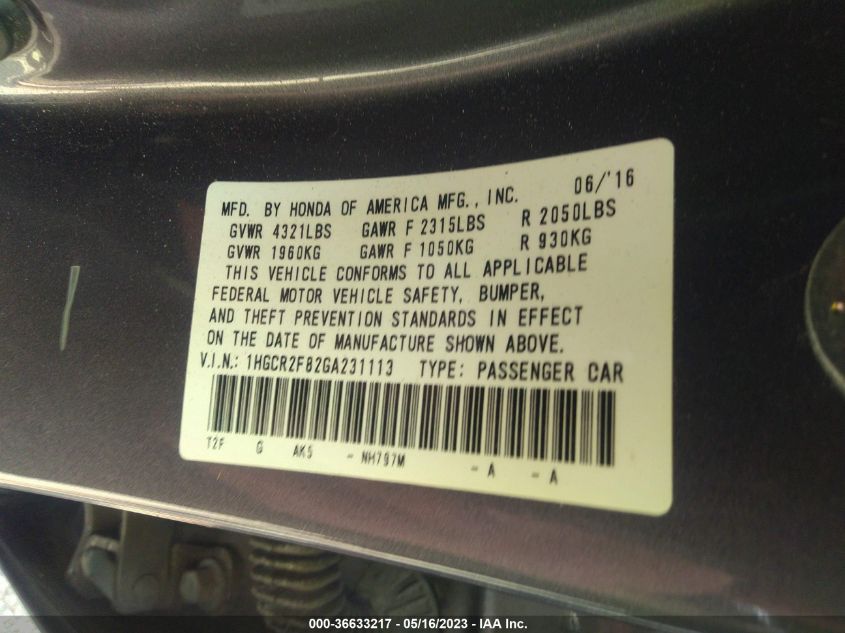 MFD. BY HONDA OF AMERICA MFG., INC. 06/'16
GVWR 4321LBS GAWR F 2315LBS R 2050LBS
GVWR 1960KG GAWR F 1050KG R 930KG
THIS VEHICLE CONFORMS TO ALL APPLICABLE
FEDERAL MOTOR VEHICLE SAFETY, BUMPER,
AND THEFT PREVENTION STANDARDS IN EFFECT
ON THE DATE OF MANUFACTURE SHOWN ABOVE.
V.I.N.: 1HGCR2F82GA231113 TYPE: PASSENGER CAR
T2F G AK5 - NH797M - A - A
000-36633217 - 05/16/2023 - IAA Inc.